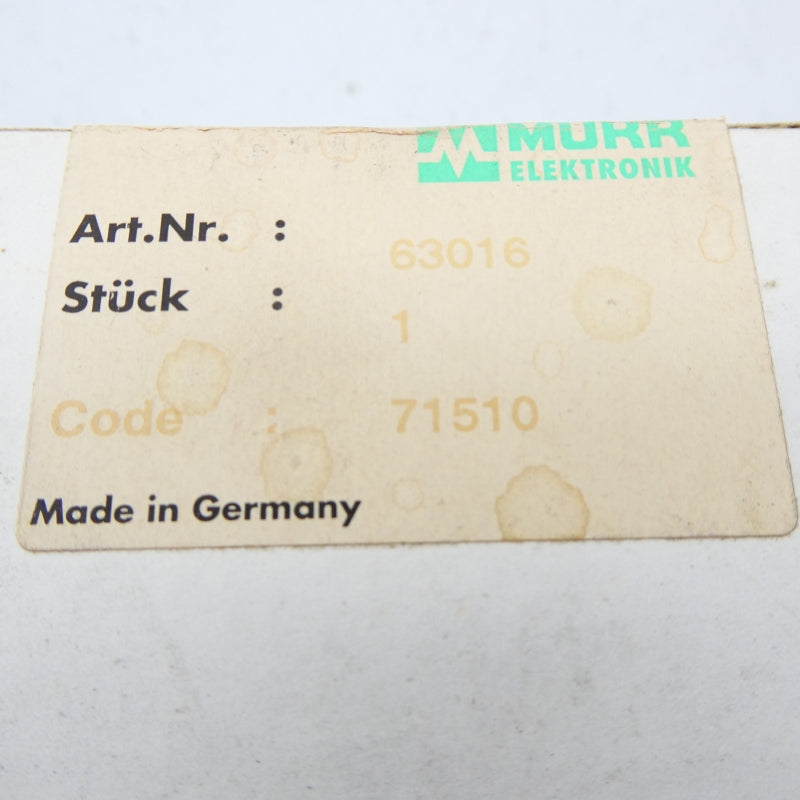 MURR
ELEKTRONIK
Art.Nr. : 63016
Stück : 1
Code : 71510
Made in Germany